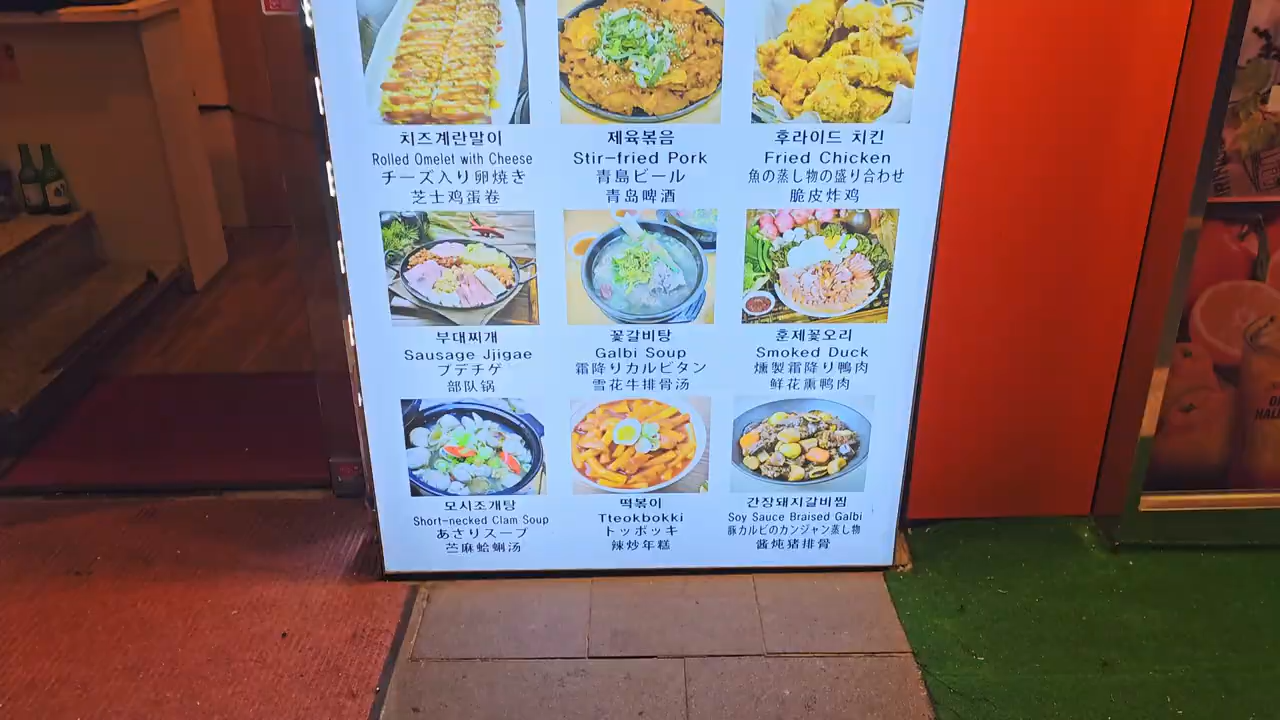 치즈계란말이
Rolled Omelet with Cheese
チーズ入り卵焼き
芝士鸡蛋卷
제육볶음
Stir-fried Pork
青島ビール
青岛啤酒
후라이드 치킨
Fried Chicken
魚の蒸し物の盛り合わせ
脆皮炸鸡
부대찌개
Sausage Jjigae
プデチゲ
部队锅
꽃갈비탕
Galbi Soup
霜降りカルビタン
雪花牛排骨汤
훈제꽃오리
Smoked Duck
燻製霜降り鴨肉
鲜花熏鸭肉
모시조개탕
Short-necked Clam Soup
あさりスープ
苎麻蛤蜊汤
떡볶이
Tteokbokki
トッポッキ
辣炒年糕
간장돼지갈비찜
Soy Sauce Braised Galbi
豚カルビのカンジャン蒸し物
酱炖猪排骨